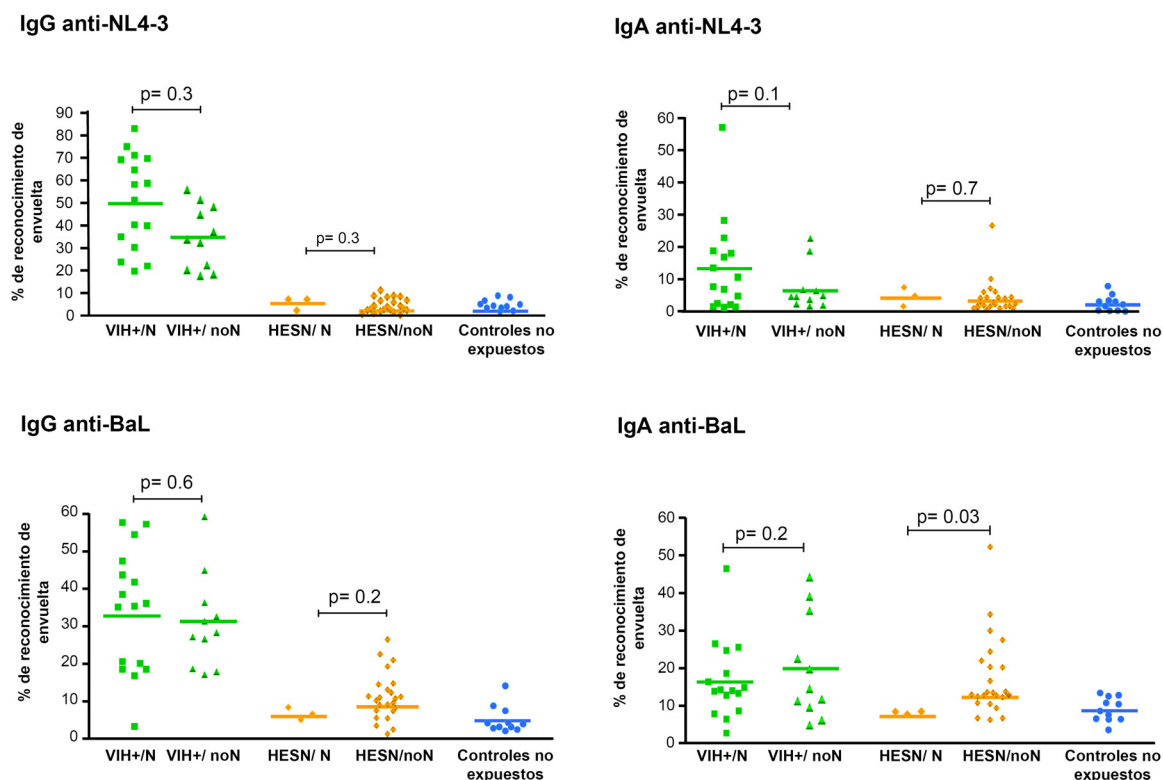 IgG anti-NL4-3
% de reconocimiento de
envuelta
90
80
70
60
50
40
30
20
10
0
p= 0.3
p= 0.3
VIH+/N
VIH+/ noN
HESN/ N
HESN/noN
Controles no
expuestos
IgA anti-NL4-3
% de reconocimiento de
envuelta
60
50
40
30
20
10
0
p= 0.1
p= 0.7
VIH+/N
VIH+/ noN
HESN/ N
HESN/noN
Controles no
expuestos
IgG anti-BaL
% de reconocimiento de
envuelta
60
50
40
30
20
10
0
p= 0.6
p= 0.2
VIH+/N
VIH+/ noN
HESN/ N
HESN/noN
Controles no
expuestos
IgA anti-BaL
% de reconocimiento de
envuelta
60
50
40
30
20
10
0
p= 0.2
p= 0.03
VIH+/N
VIH+/ noN
HESN/ N
HESN/noN
Controles no
expuestos